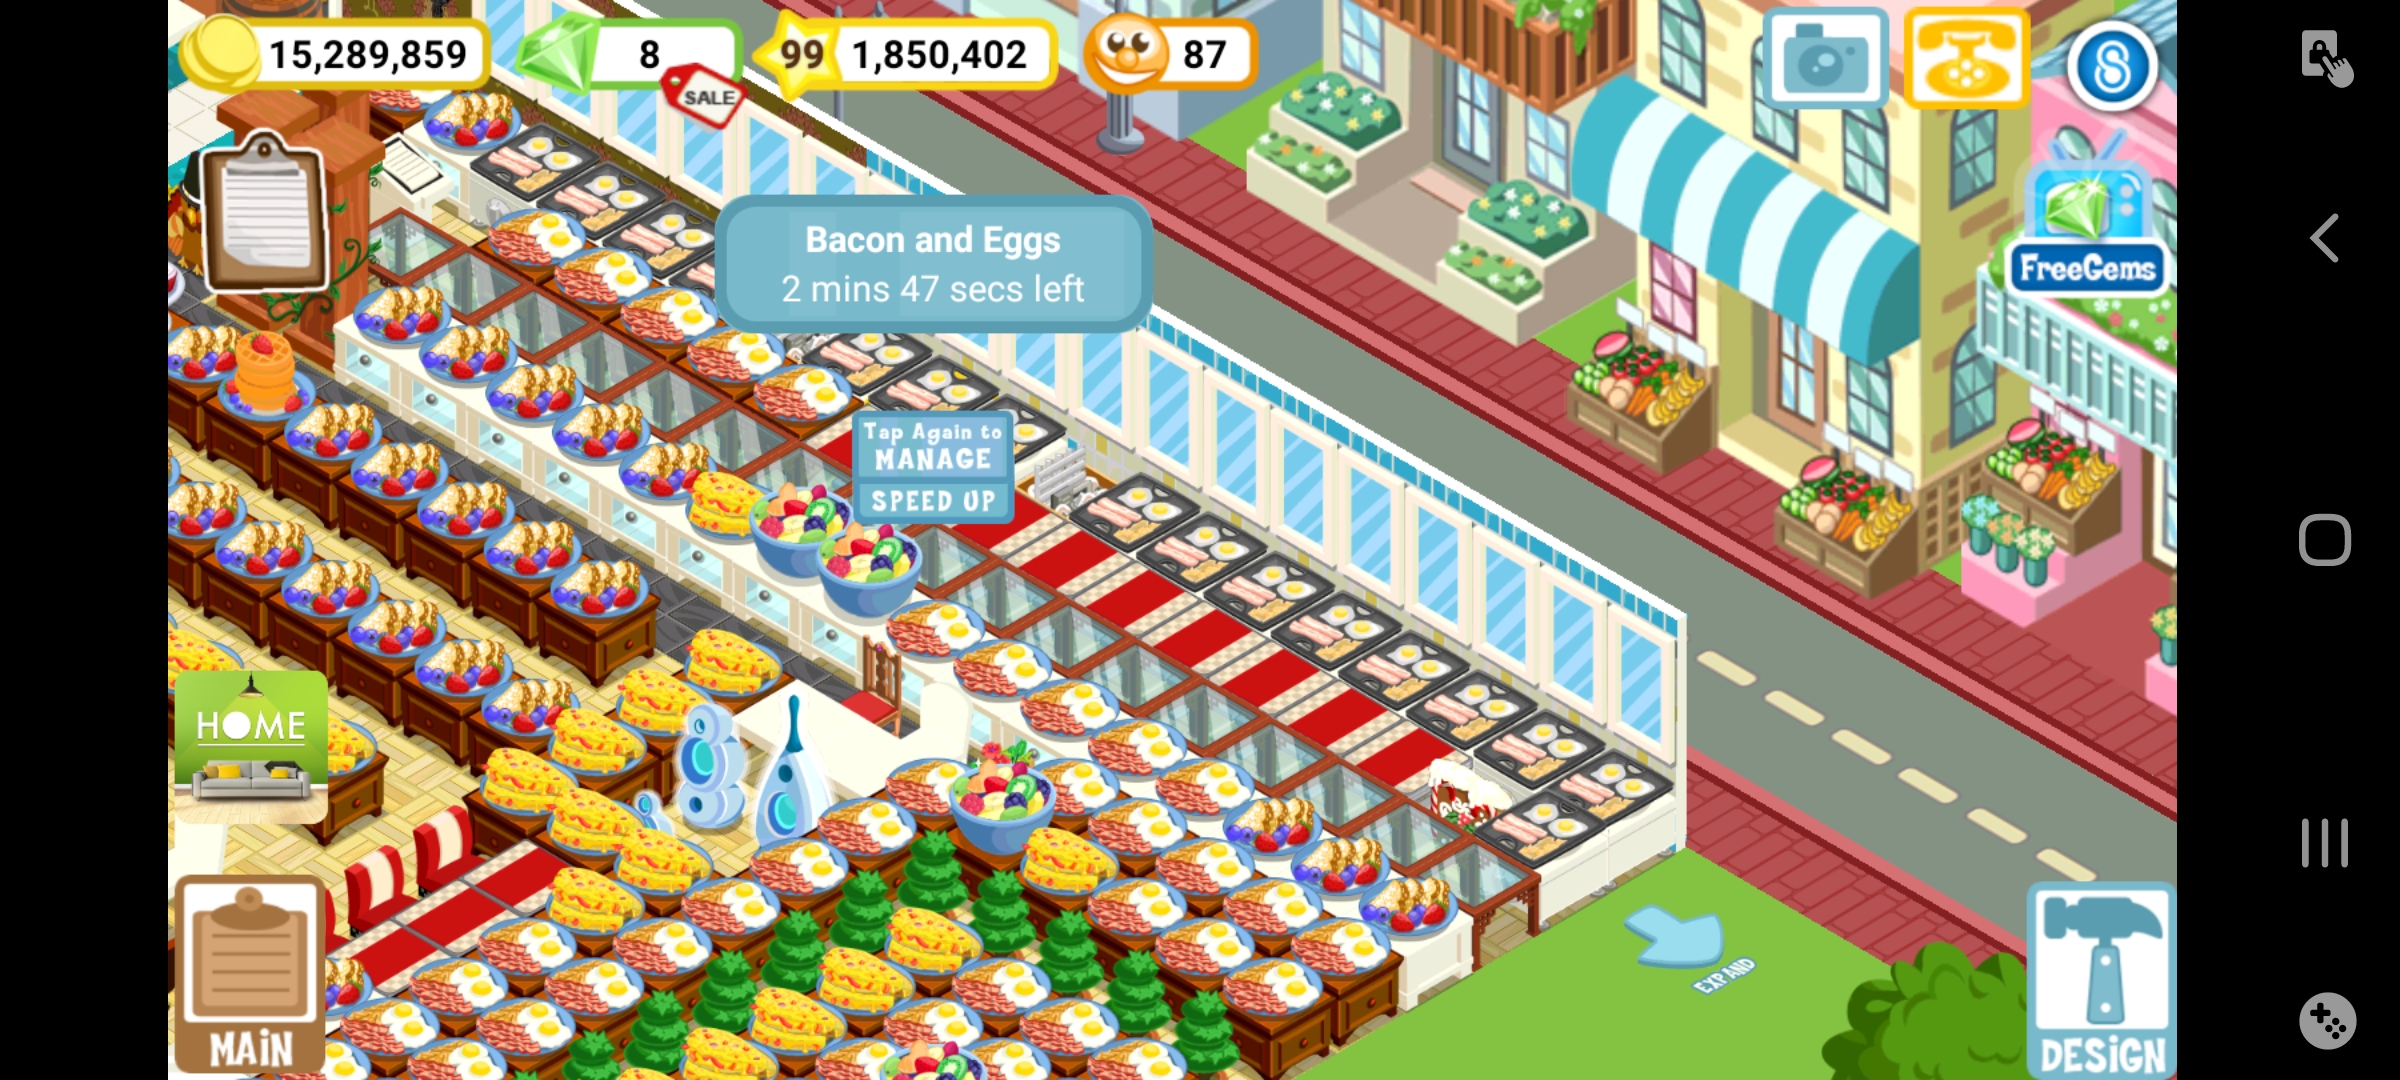 15,289,859
8
SALE
99
1,850,402
87
FreeGems
Bacon and Eggs
2 mins 47 secs left
Tap Again to
MANAGE
SPEED UP
HOME
EXPAND
MAIN
DESIGN